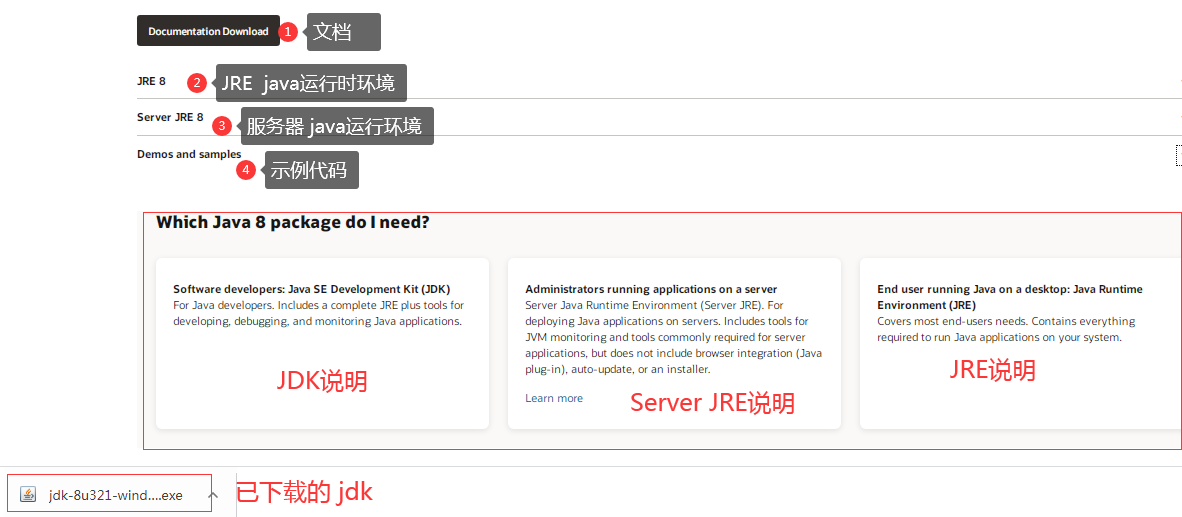 Documentation Download 1 文档
JRE 8 2 JRE java运行时环境
Server JRE 8 3 服务器 java运行环境
Demos and samples 4 示例代码
Which Java 8 package do I need?
Software developers: Java SE Development Kit (JDK)
For Java developers. Includes a complete JRE plus tools for
developing, debugging, and monitoring Java applications.
JDK说明
Administrators running applications on a server
Server Java Runtime Environment (Server JRE). For
deploying Java applications on servers. Includes tools for
JVM monitoring and tools commonly required for server
applications, but does not include browser integration (Java
plug-in), auto-update, or an installer.
Learn more
Server JRE说明
End user running Java on a desktop: Java Runtime
Environment (JRE)
Covers most end-users needs. Contains everything
required to run Java applications on your system.
JRE说明
jdk-8u321-wind....exe
已下载的 jdk